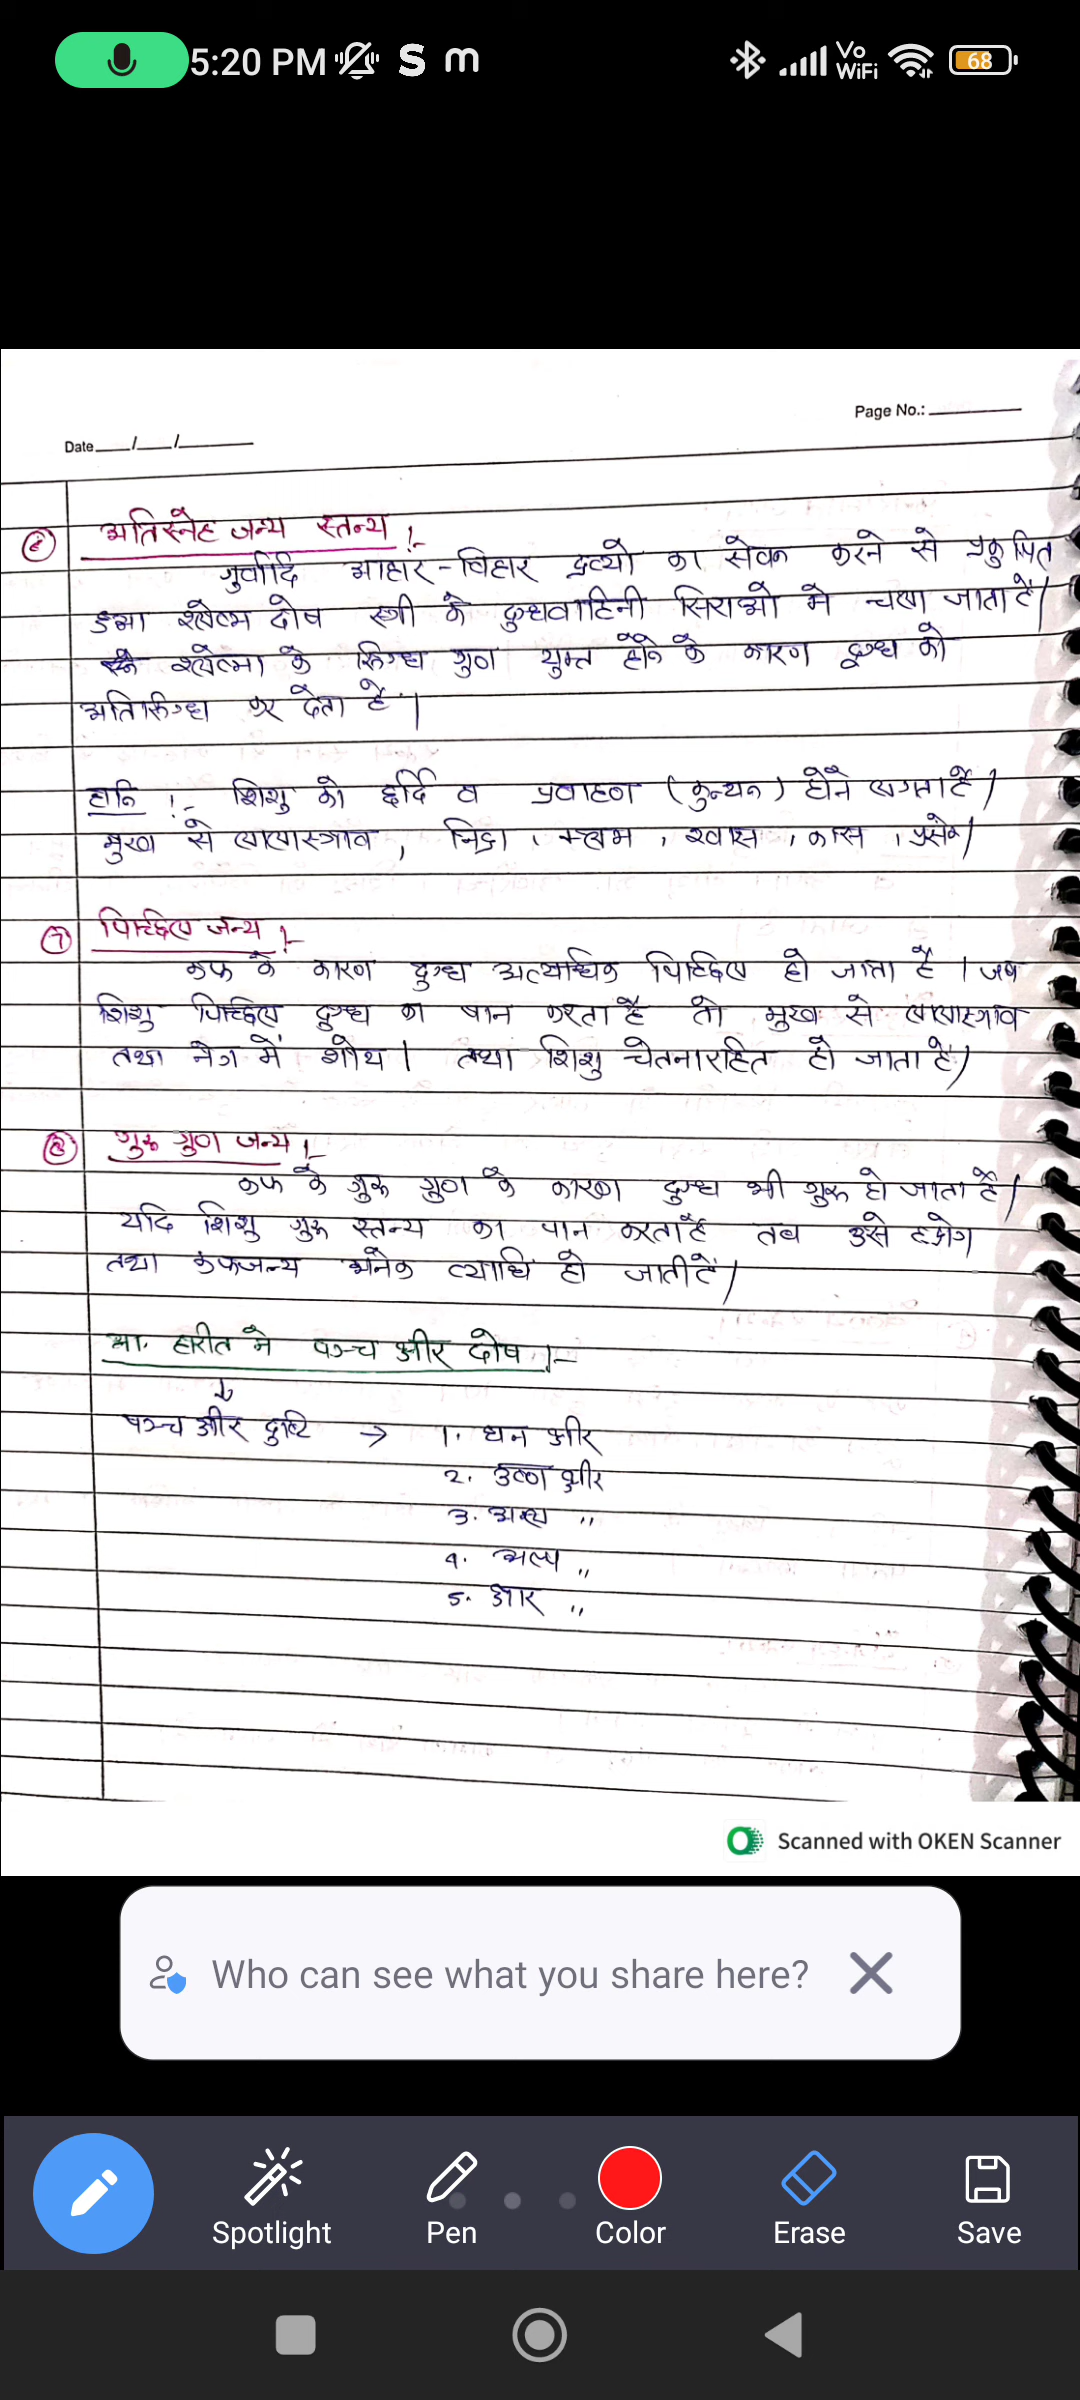 5:20 PM S m Vo WiFi 68
Page No.:
Date / /
⑥ अतिस्नेह जन्य स्तन्य :-
गुर्वादि आहार-विहार द्रव्यो का सेवन करने से प्रकुपित
हुआ श्लेष्म दोष स्त्री के दुग्धवाहिनी सिराओ मे चला जाता है।
श्लेष्मा के स्निग्ध गुण युक्त होने के कारण दुग्ध को
अतिस्निग्ध कर देता है।
हानि :- शिशु को छर्दि व प्रवाहण (कुन्थन) होने लगता है।
मुख से लालास्त्राव, निद्रा, क्लम, श्वास, कास, प्रसेक।
⑦ पिच्छिल जन्य :-
कफ के कारण दुग्ध अत्यधिक पिच्छिल हो जाता है। जब
शिशु पिच्छिल दुग्ध का पान करता है तो मुख से लालास्त्राव
तथा नेत्र में शोथ। तथा शिशु चेतनारहित हो जाता है।
⑧ गुरू गुण जन्य :-
कफ के गुरू गुण के कारण दुग्ध भी गुरू हो जाता है।
यदि शिशु गुरू स्तन्य का पान करता है तब उसे हृद्रोग
तथा कफजन्य अनेक व्याधि हो जाती है।
आ. हारीत मे पञ्च क्षीर दोष :-
↓
पञ्च क्षीर दुष्टि → 1. घन क्षीर
2. उष्ण क्षीर
3. अम्ल "
4. अल्प "
5. क्षार "
Scanned with OKEN Scanner
Who can see what you share here?
Spotlight Pen Color Erase Save